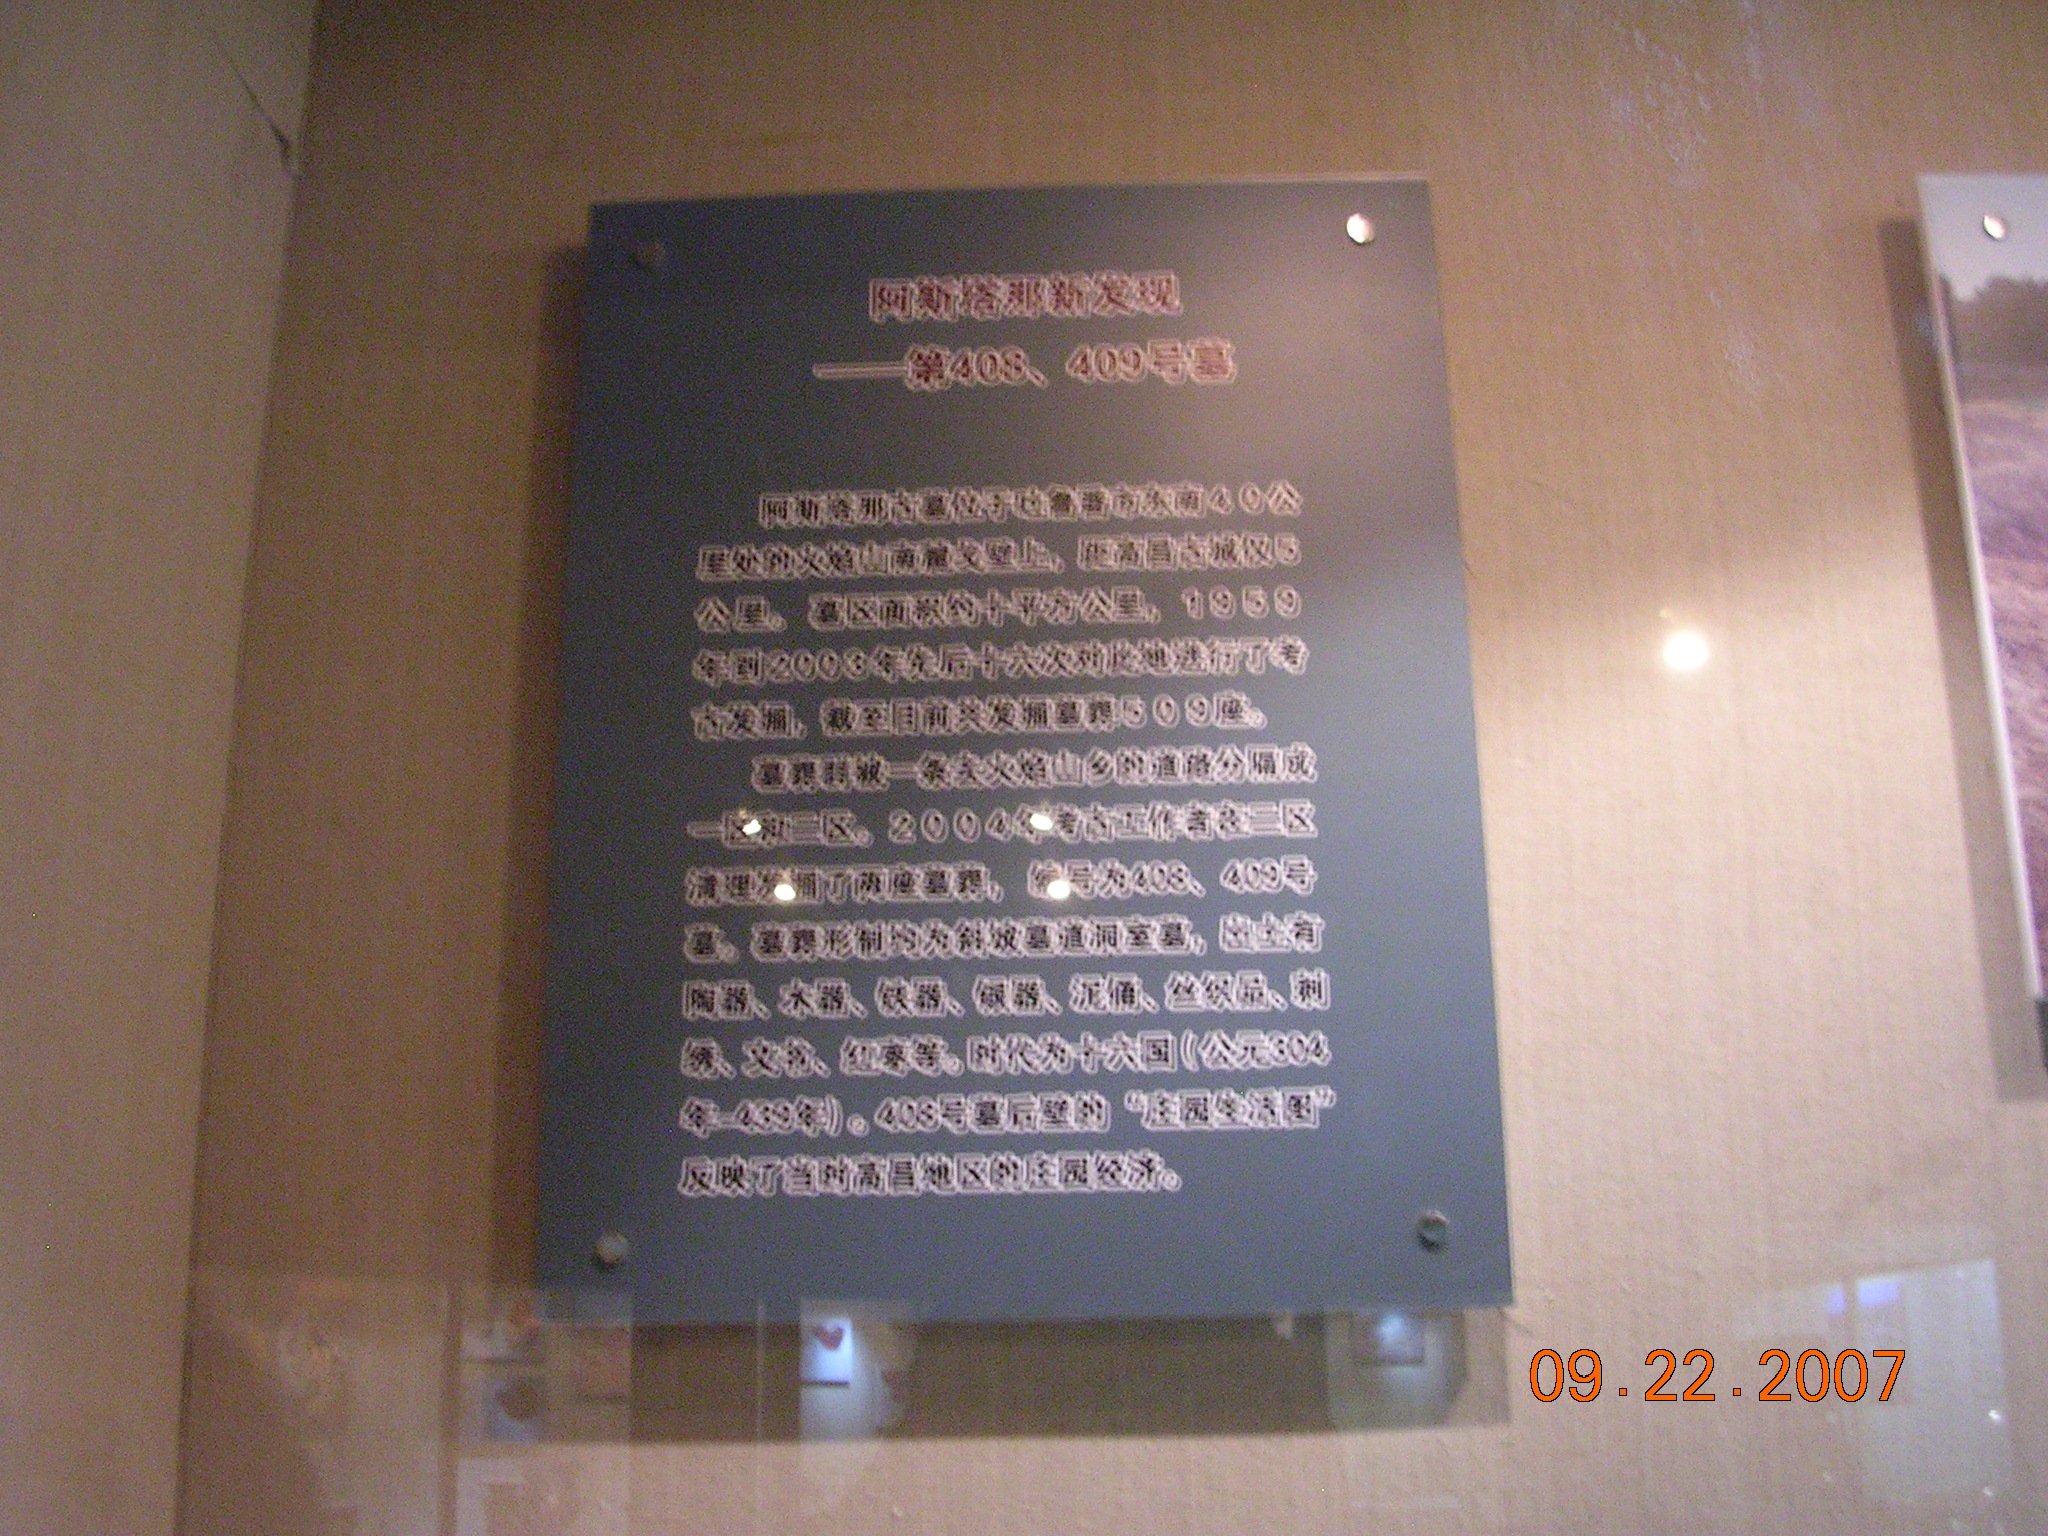 阿斯塔那新发现
——第408、409号墓
阿斯塔那古墓位于吐鲁番市东南40公
里处的火焰山南麓戈壁上，距高昌古城仅5
公里。墓区面积约十平方公里，1959
年到2003年先后十六次对此地进行了考
古发掘，截至目前共发掘墓葬509座。
墓葬群被一条去火焰山乡的道路分隔成
一区和二区。2004年考古工作者在二区
清理发掘了两座墓葬，编号为408、409号
墓。墓葬形制均为斜坡墓道洞室墓，出土有
陶器、木器、铁器、银器、泥俑、丝织品、刺
绣、文书、红枣等。时代为十六国(公元304
年—439年)。408号墓后壁的“庄园生活图”
反映了当时高昌地区的庄园经济。
09.22.2007